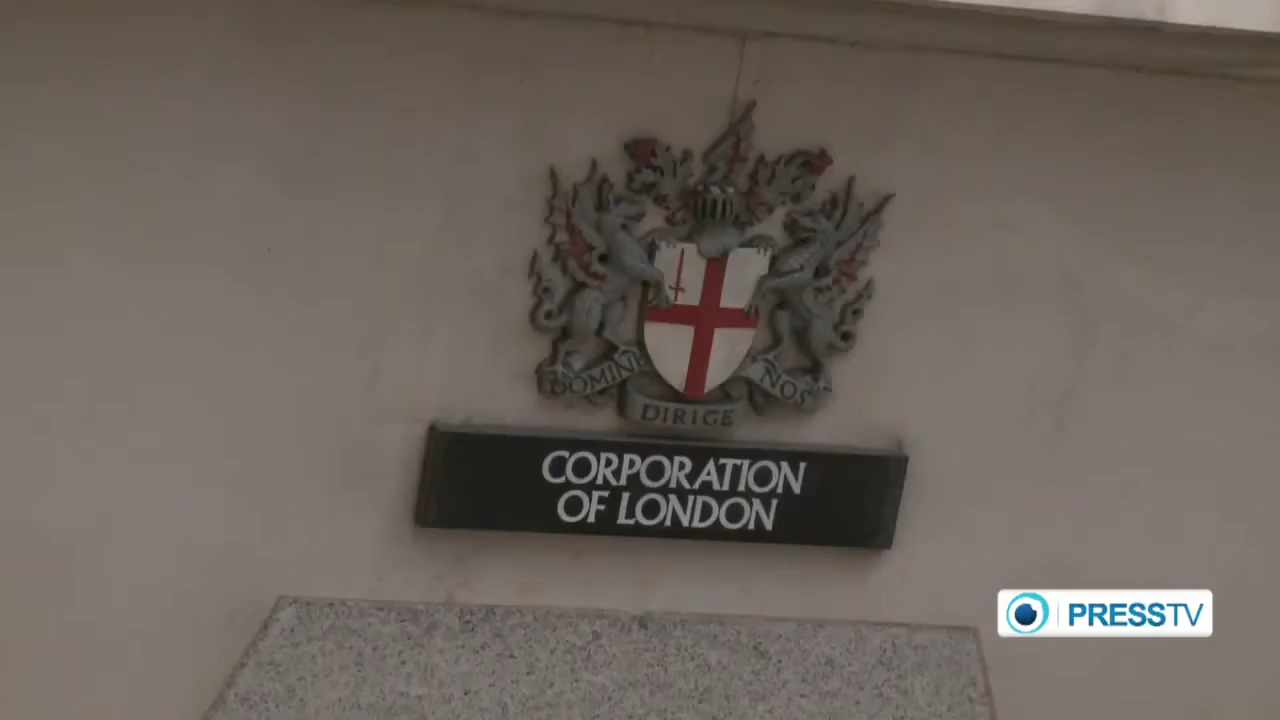 DOMINE
DIRIGE
NOS
CORPORATION
OF LONDON
PRESSTV